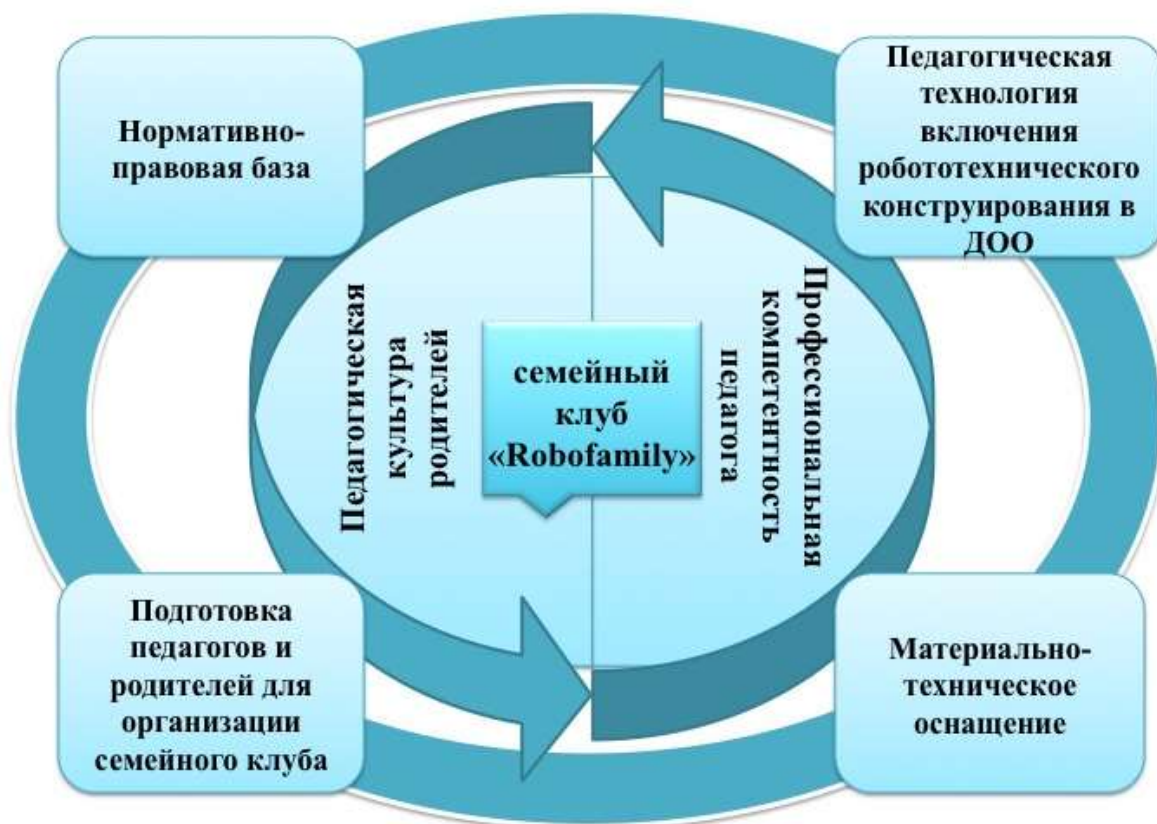 Нормативно-
правовая база
Педагогическая
технология
включения
робототехнического
конструирования в
ДОО
Педагогическая
культура
родителей
семейный
клуб
«Robofamily»
Профессиональная
компетентность
педагога
Подготовка
педагогов и
родителей для
организации
семейного клуба
Материально-
техническое
оснащение